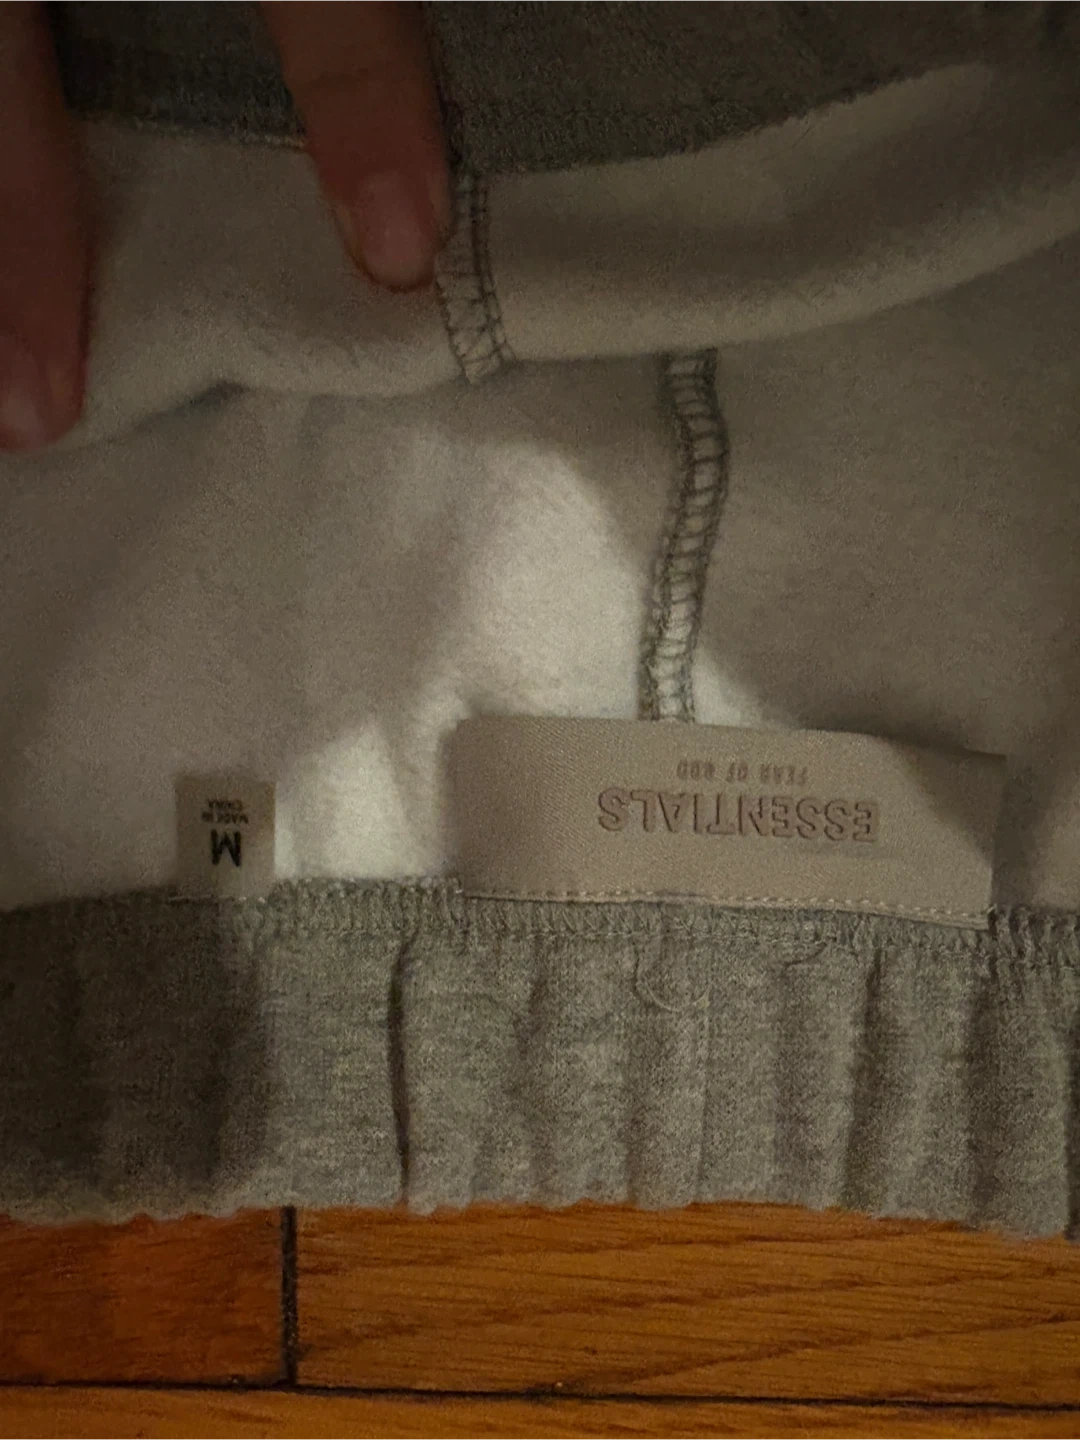 ESSENTIALS
FEAR OF GOD
M
MADE IN
CHINA